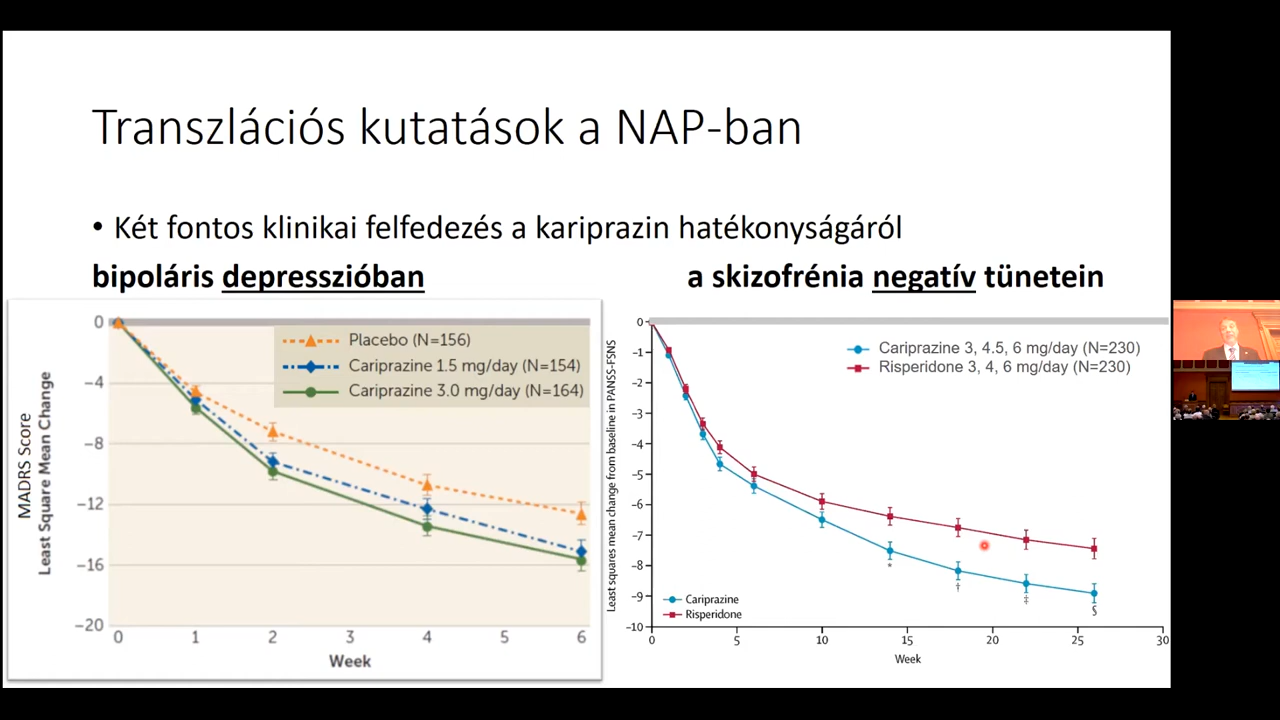 Transzlációs kutatások a NAP-ban
• Két fontos klinikai felfedezés a kariprazin hatékonyságáról
bipoláris depresszióban
a skizofrénia negatív tünetein
MADRS Score
Least Square Mean Change
0
−4
−8
−12
−16
−20
Placebo (N=156)
Cariprazine 1.5 mg/day (N=154)
Cariprazine 3.0 mg/day (N=164)
0 1 2 3 4 5 6
Week
Least squares mean change from baseline in PANSS-FSNS
0
−1
−2
−3
−4
−5
−6
−7
−8
−9
−10
Cariprazine 3, 4.5, 6 mg/day (N=230)
Risperidone 3, 4, 6 mg/day (N=230)
* † ‡ §
Cariprazine
Risperidone
0 5 10 15 20 25 30
Week